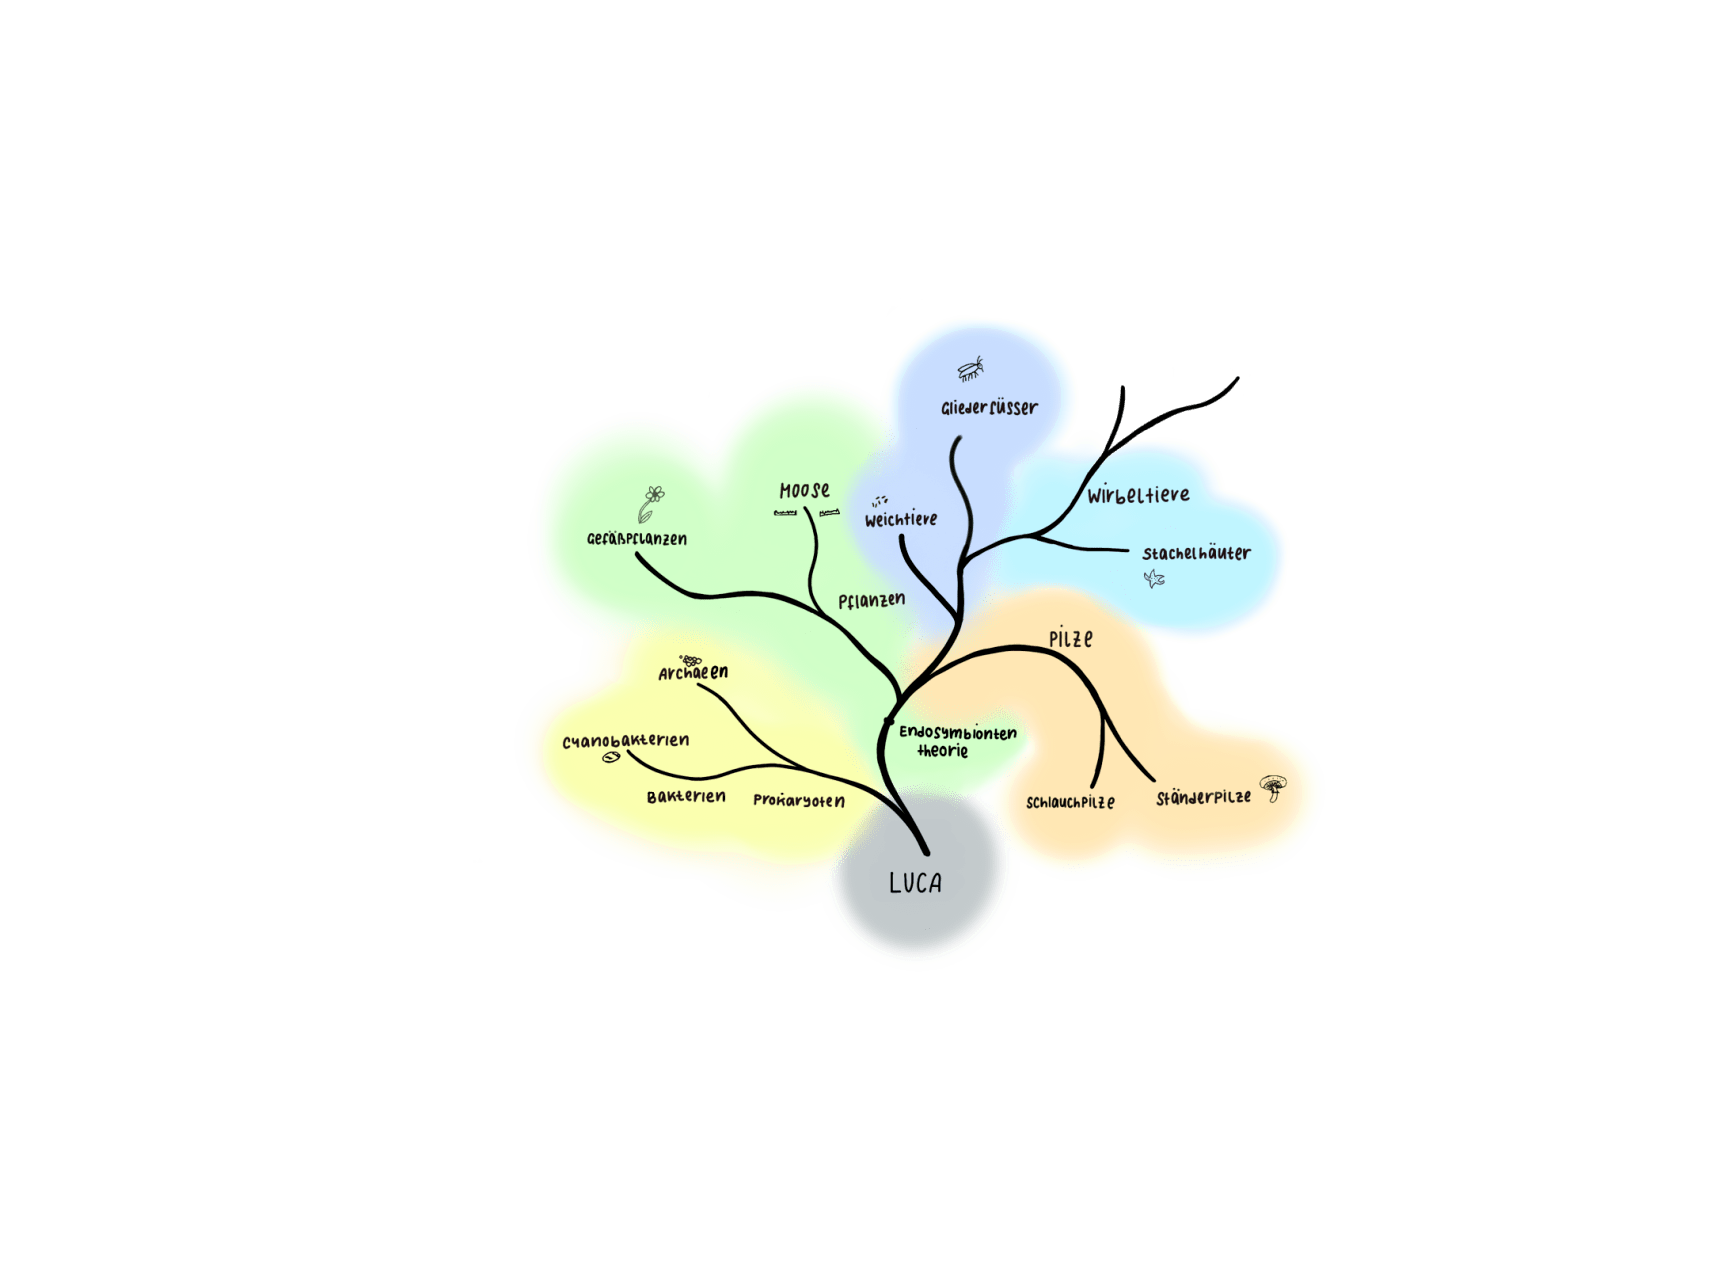 Gliederfüsser
Moose
Wirbeltiere
Weichtiere
Gefäßpflanzen
Stachelhäuter
Pflanzen
Pilze
Archaeen
Endosymbionten
theorie
Cyanobakterien
Bakterien
Prokaryoten
Schlauchpilze
Ständerpilze
LUCA